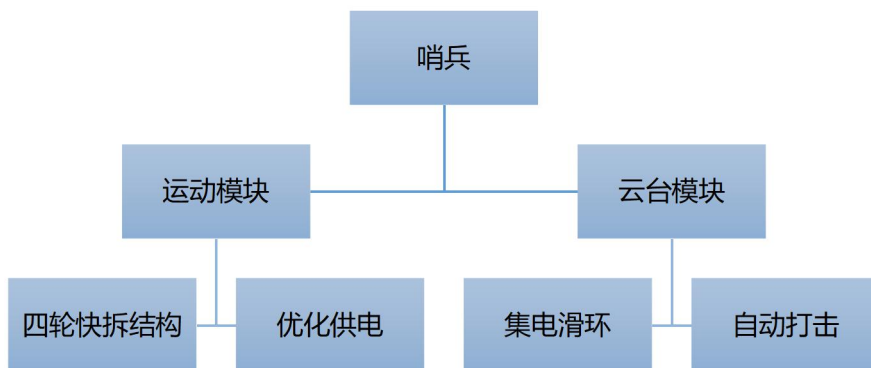 哨兵
运动模块
云台模块
四轮快拆结构
优化供电
集电滑环
自动打击